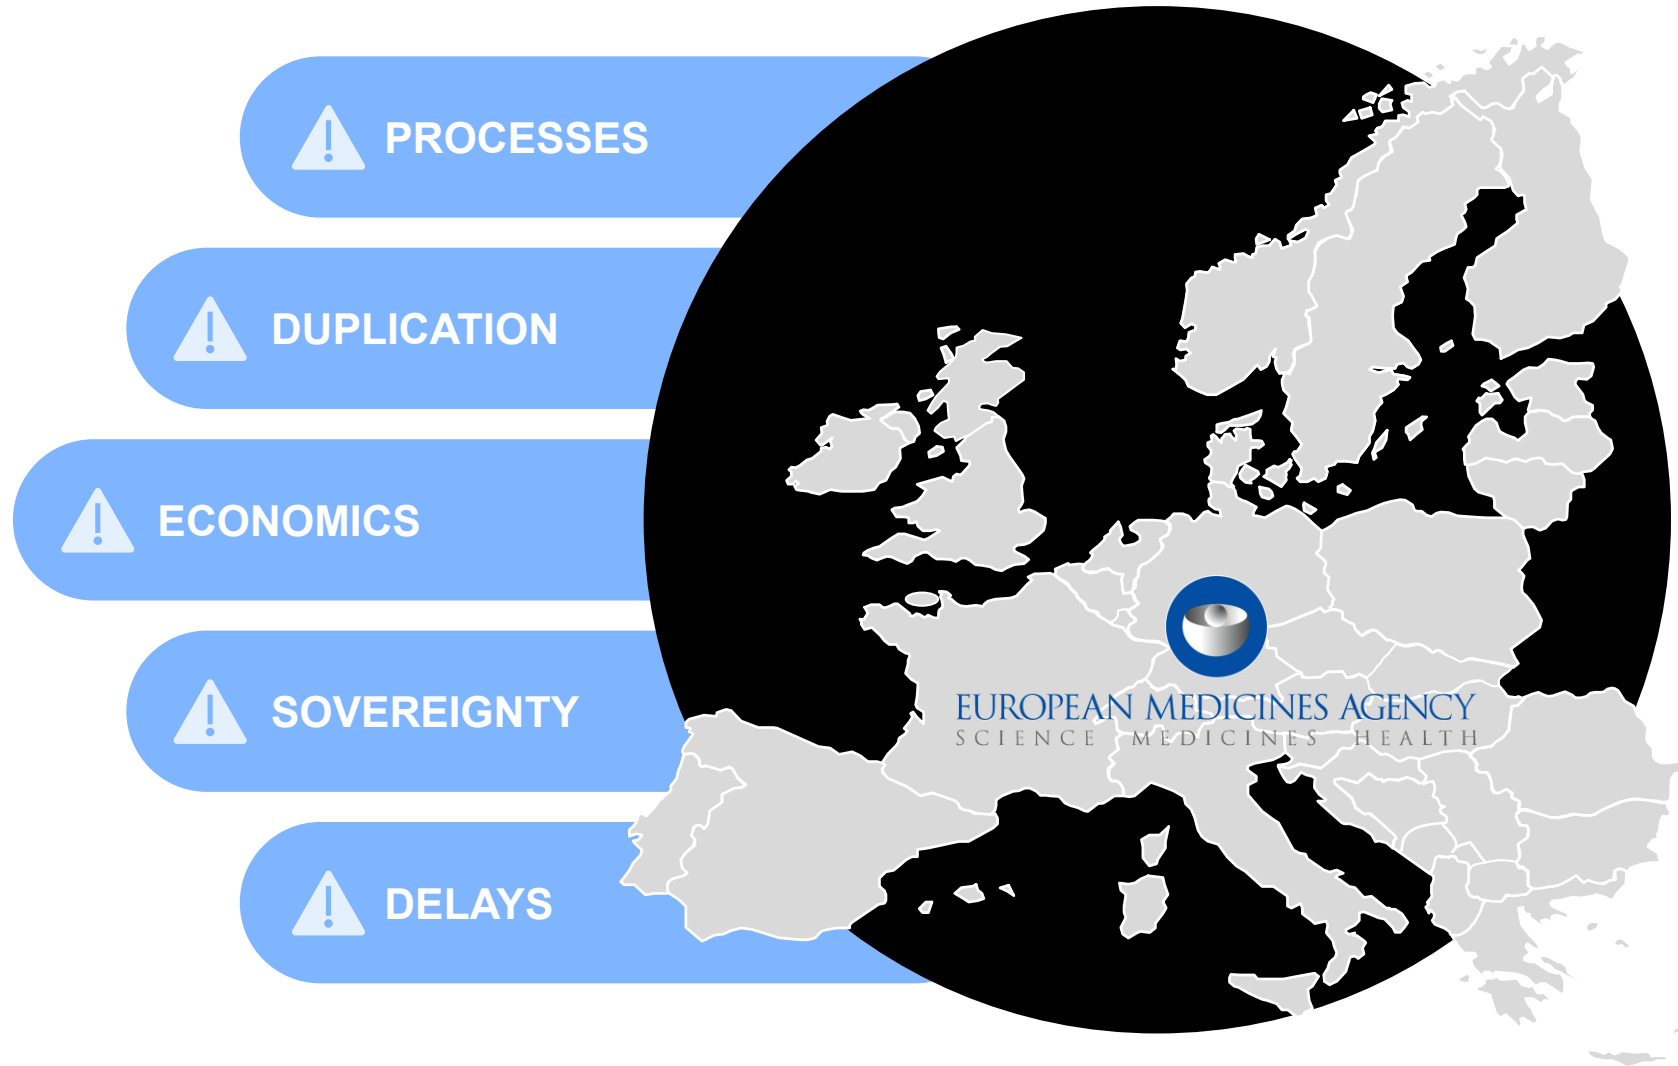 PROCESSES
DUPLICATION
ECONOMICS
SOVEREIGNTY
DELAYS
EUROPEAN MEDICINES AGENCY
SCIENCE MEDICINES HEALTH